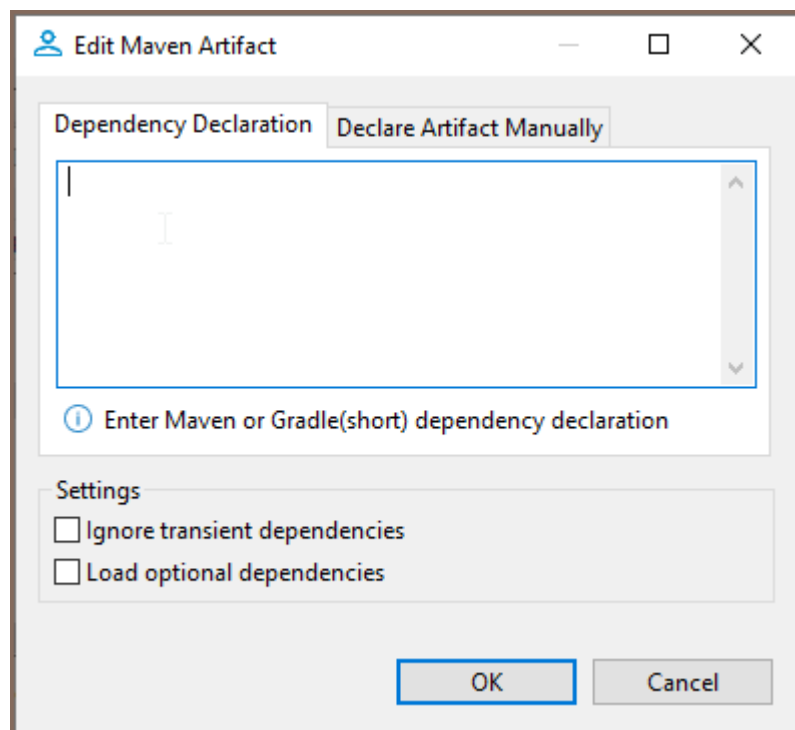 Edit Maven Artifact
Dependency Declaration
Declare Artifact Manually
Enter Maven or Gradle(short) dependency declaration
Settings
Ignore transient dependencies
Load optional dependencies
OK
Cancel